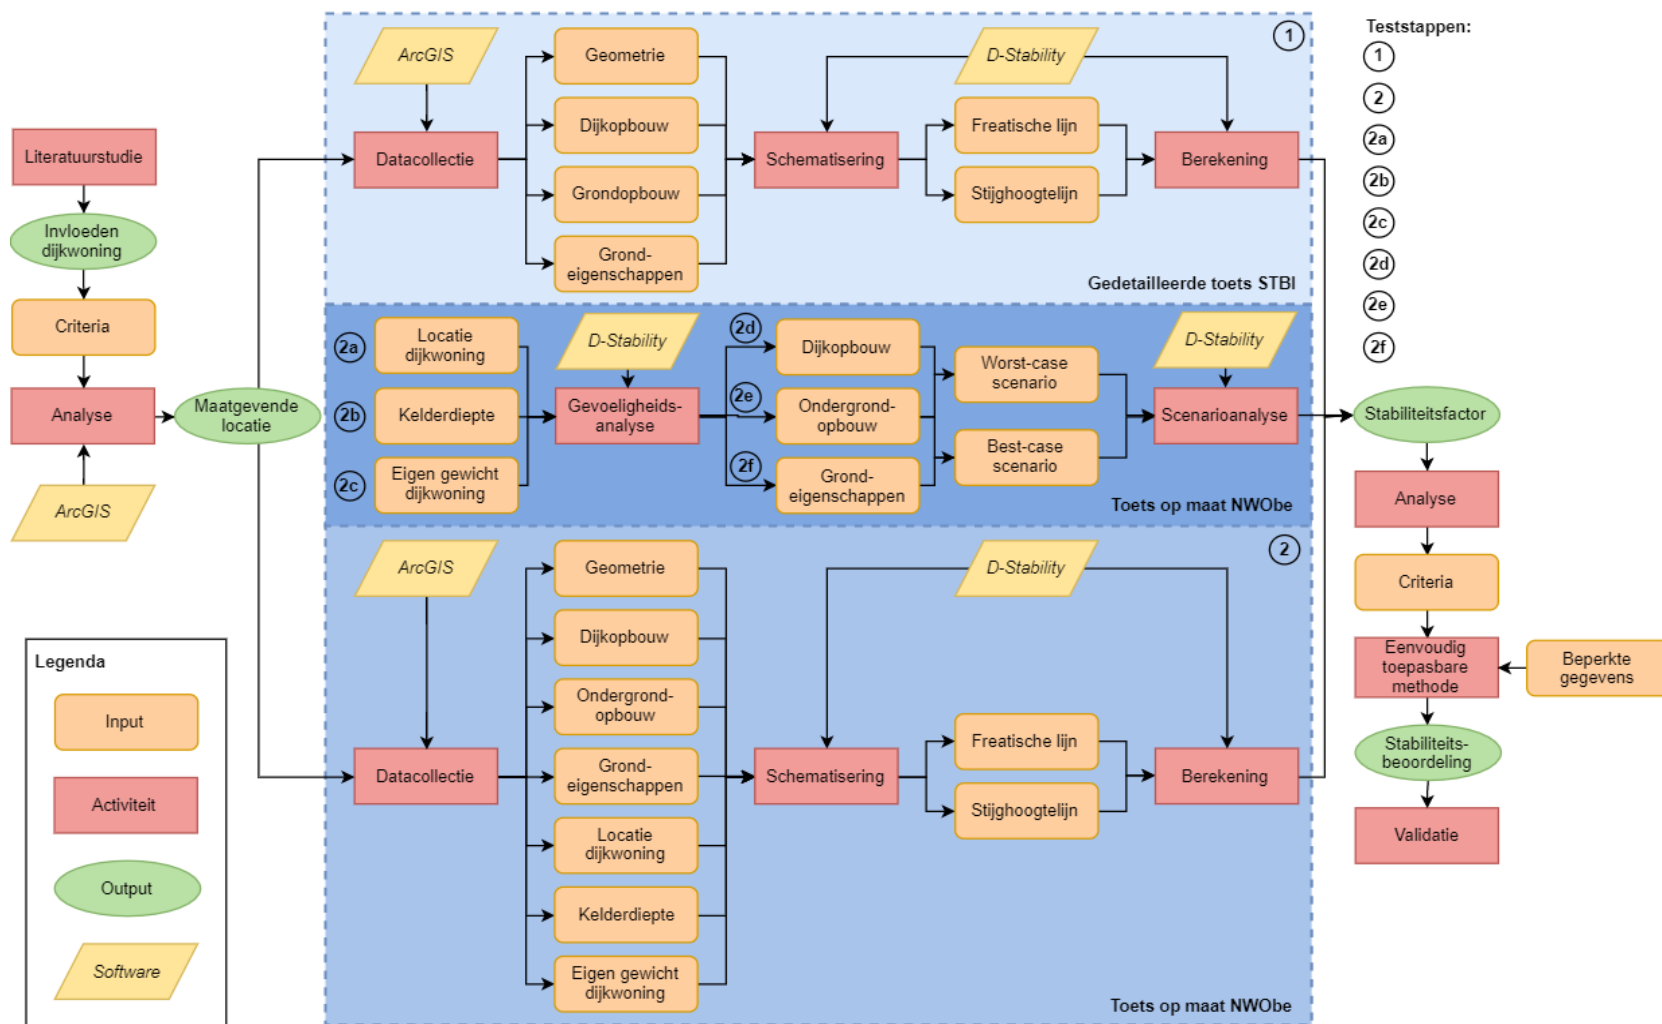 Literatuurstudie
Invloeden
dijkwoning
Criteria
Analyse
ArcGIS
Maatgevende
locatie
1
ArcGIS
Datacollectie
Geometrie
Dijkopbouw
Grondopbouw
Grond-
eigenschappen
Schematisering
D-Stability
Freatische lijn
Stijghoogtelijn
Berekening
Gedetailleerde toets STBI
2a
Locatie
dijkwoning
2b
Kelderdiepte
2c
Eigen gewicht
dijkwoning
D-Stability
Gevoeligheids-
analyse
2d
Dijkopbouw
2e
Ondergrond-
opbouw
2f
Grond-
eigenschappen
Worst-case
scenario
Best-case
scenario
D-Stability
Scenarioanalyse
Toets op maat NWObe
2
ArcGIS
Datacollectie
Geometrie
Dijkopbouw
Ondergrond-
opbouw
Grond-
eigenschappen
Locatie
dijkwoning
Kelderdiepte
Eigen gewicht
dijkwoning
Schematisering
D-Stability
Freatische lijn
Stijghoogtelijn
Berekening
Toets op maat NWObe
Teststappen:
1
2
2a
2b
2c
2d
2e
2f
Stabiliteitsfactor
Analyse
Criteria
Eenvoudig
toepasbare
methode
Beperkte
gegevens
Stabiliteits-
beoordeling
Validatie
Legenda
Input
Activiteit
Output
Software